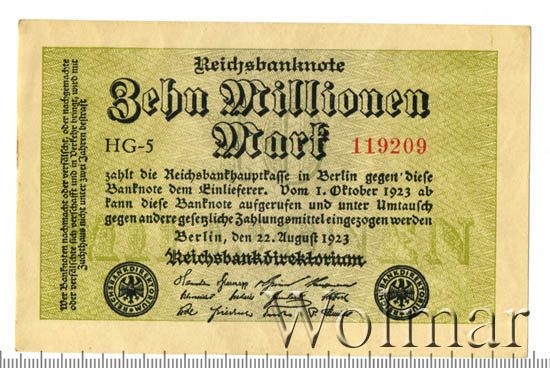 Reichsbanknote
Zehn Millionen
Mark
HG-5
119209
zahlt die Reichsbankhauptkasse in Berlin gegen diese
Banknote dem Einlieferer. Vom 1. Oktober 1923 ab
kann diese Banknote aufgerufen und unter Umtausch
gegen andere gesetzliche Zahlungsmittel eingezogen werden
Berlin, den 22. August 1923
Reichsbankdirektorium
Wer Banknoten nachmacht oder verfälscht, oder nachgemachte
oder verfälschte sich verschafft und in Verkehr bringt, wird mit
Zuchthaus nicht unter zwei Jahren bestraft
REICHSBANKDIREKTORIUM
REICHSBANKDIREKTORIUM
Wolmar